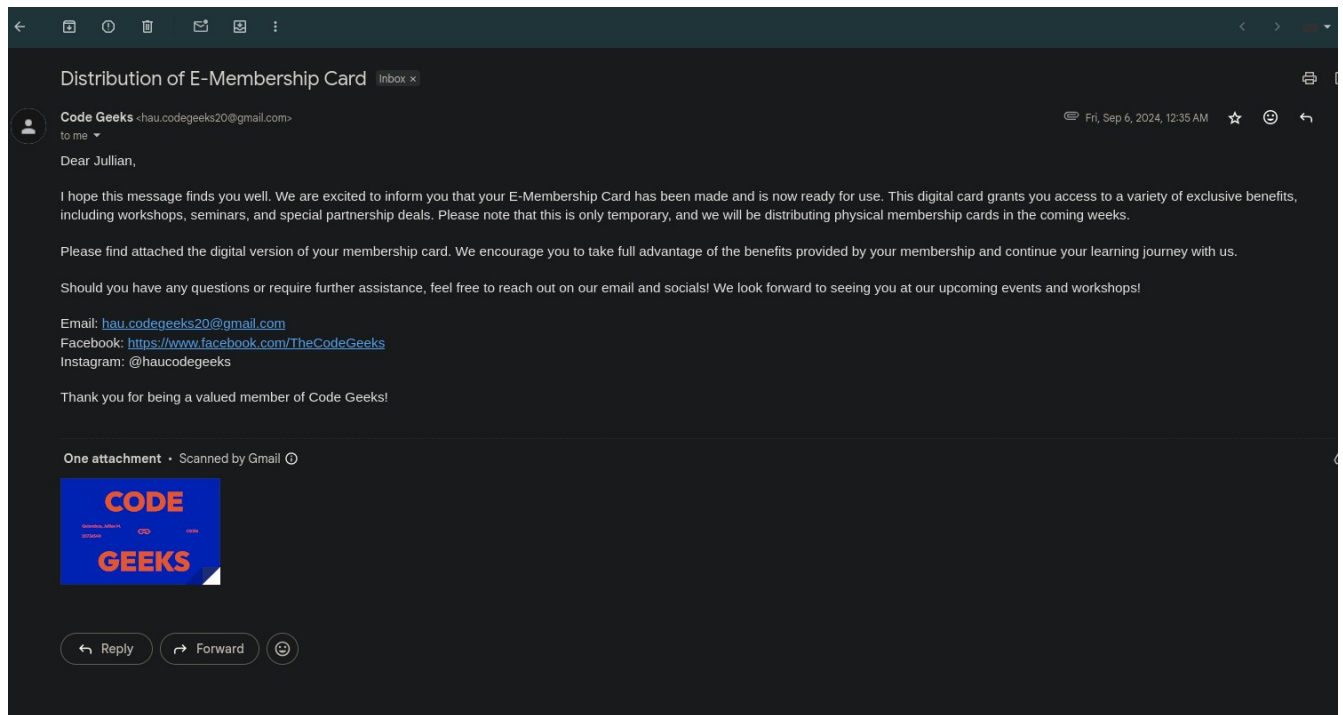 Distribution of E-Membership Card Inbox ×
Code Geeks <hau.codegeeks20@gmail.com>
Fri, Sep 6, 2024, 12:35 AM
to me
Dear Jullian,
I hope this message finds you well. We are excited to inform you that your E-Membership Card has been made and is now ready for use. This digital card grants you access to a variety of exclusive benefits,
including workshops, seminars, and special partnership deals. Please note that this is only temporary, and we will be distributing physical membership cards in the coming weeks.
Please find attached the digital version of your membership card. We encourage you to take full advantage of the benefits provided by your membership and continue your learning journey with us.
Should you have any questions or require further assistance, feel free to reach out on our email and socials! We look forward to seeing you at our upcoming events and workshops!
Email: hau.codegeeks20@gmail.com
Facebook: https://www.facebook.com/TheCodeGeeks
Instagram: @haucodegeeks
Thank you for being a valued member of Code Geeks!
One attachment • Scanned by Gmail
CODE
GEEKS
Reply
Forward